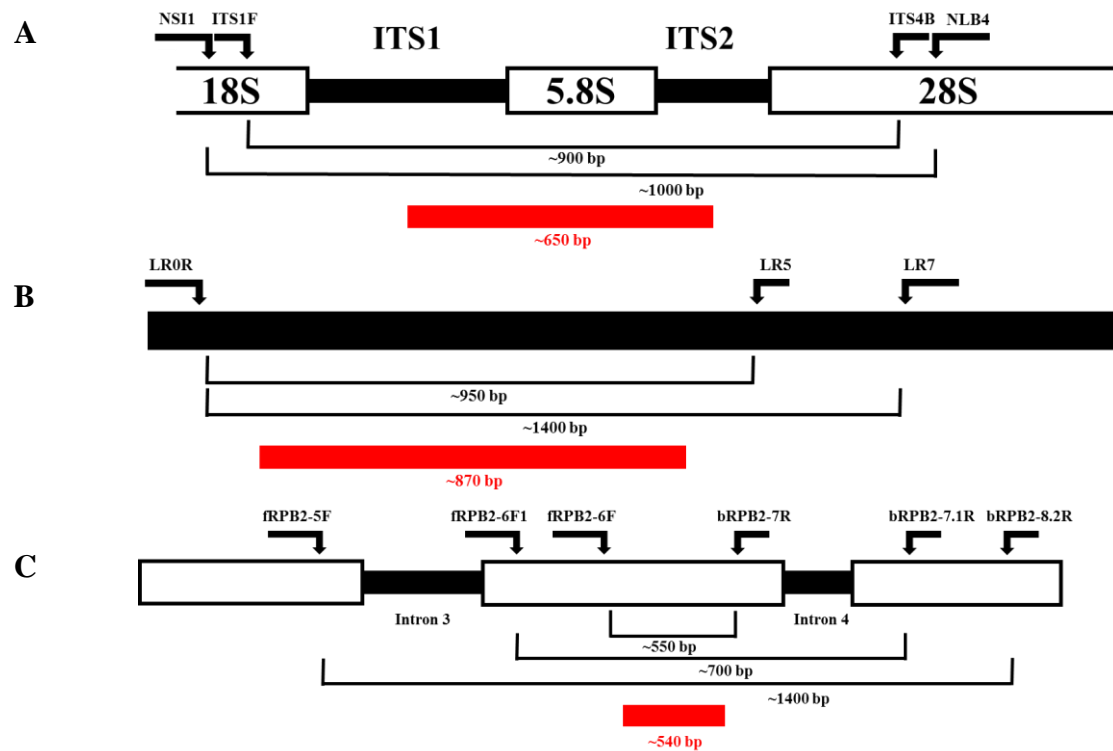 A
NSI1 ITS1F ITS4B NLB4
ITS1 ITS2
18S 5.8S 28S
~900 bp
~1000 bp
~650 bp
B
LR0R LR5 LR7
~950 bp
~1400 bp
~870 bp
C
fRPB2-5F fRPB2-6F1 fRPB2-6F bRPB2-7R bRPB2-7.1R bRPB2-8.2R
Intron 3 Intron 4
~550 bp
~700 bp
~1400 bp
~540 bp